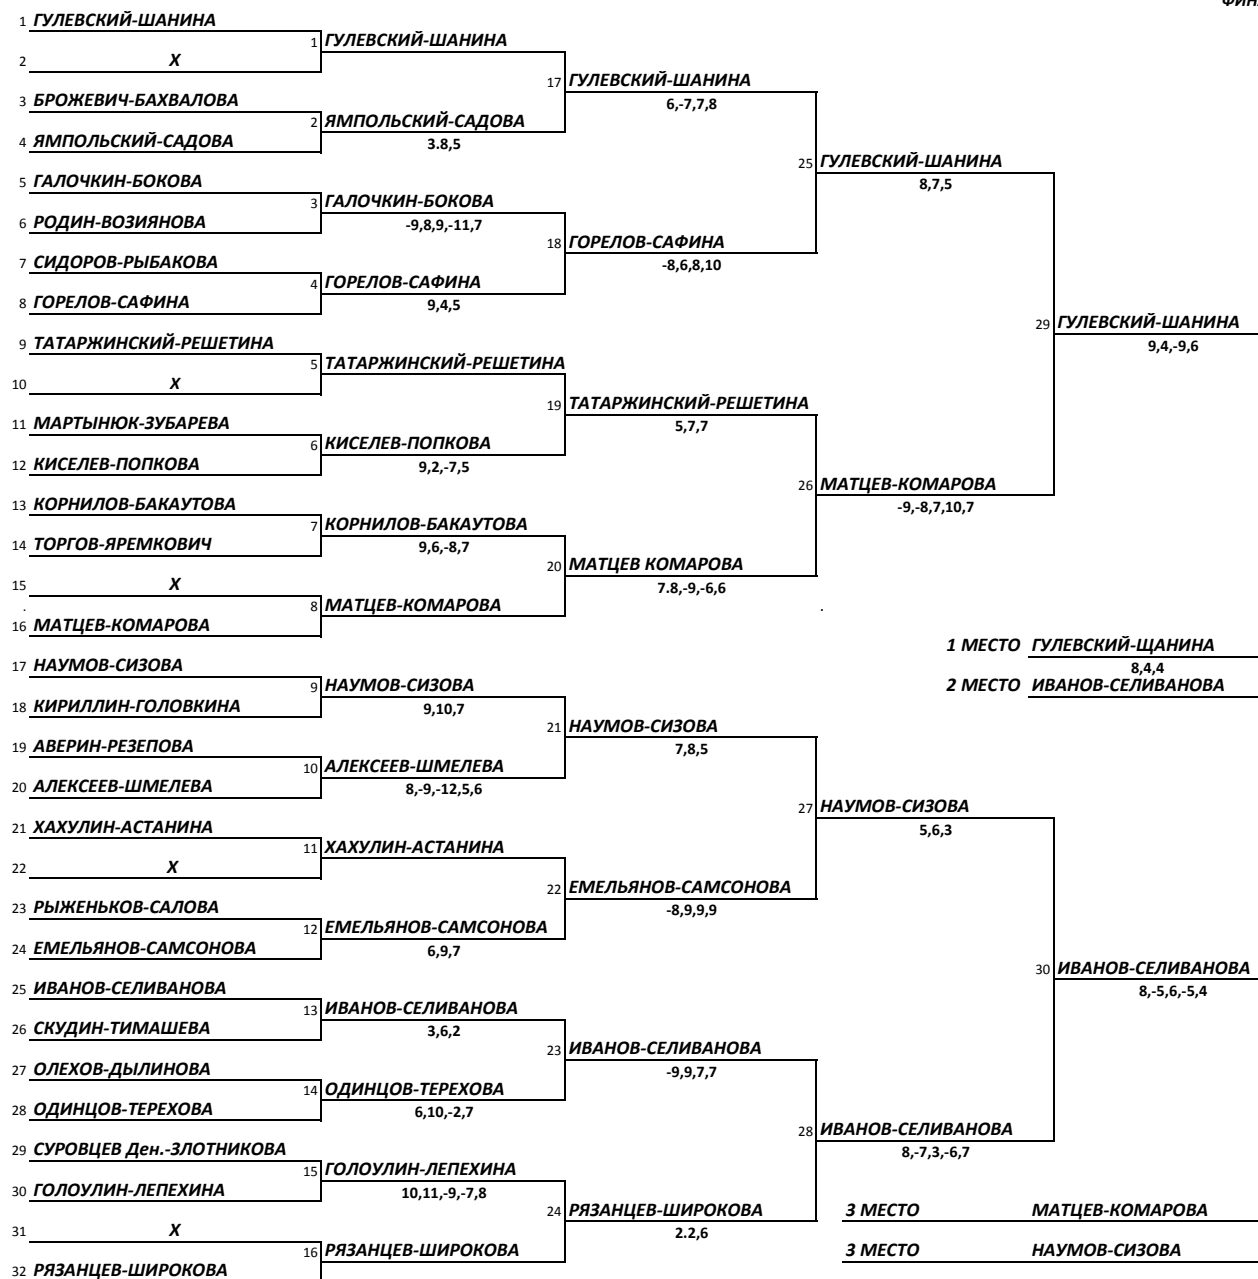 ФИН
1 ГУЛЕВСКИЙ-ШАНИНА
1 ГУЛЕВСКИЙ-ШАНИНА
2 X
17 ГУЛЕВСКИЙ-ШАНИНА
6,-7,7,8
3 БРОЖЕВИЧ-БАХВАЛОВА
2 ЯМПОЛЬСКИЙ-САДОВА
3.8,5
4 ЯМПОЛЬСКИЙ-САДОВА
25 ГУЛЕВСКИЙ-ШАНИНА
8,7,5
5 ГАЛОЧКИН-БОКОВА
3 ГАЛОЧКИН-БОКОВА
-9,8,9,-11,7
6 РОДИН-ВОЗИЯНОВА
18 ГОРЕЛОВ-САФИНА
-8,6,8,10
7 СИДОРОВ-РЫБАКОВА
4 ГОРЕЛОВ-САФИНА
9,4,5
8 ГОРЕЛОВ-САФИНА
29 ГУЛЕВСКИЙ-ШАНИНА
9,4,-9,6
9 ТАТАРЖИНСКИЙ-РЕШЕТИНА
5 ТАТАРЖИНСКИЙ-РЕШЕТИНА
10 X
19 ТАТАРЖИНСКИЙ-РЕШЕТИНА
5,7,7
11 МАРТЫНЮК-ЗУБАРЕВА
6 КИСЕЛЕВ-ПОПКОВА
9,2,-7,5
12 КИСЕЛЕВ-ПОПКОВА
26 МАТЦЕВ-КОМАРОВА
-9,-8,7,10,7
13 КОРНИЛОВ-БАКАУТОВА
7 КОРНИЛОВ-БАКАУТОВА
9,6,-8,7
14 ТОРГОВ-ЯРЕМКОВИЧ
20 МАТЦЕВ КОМАРОВА
7.8,-9,-6,6
15 X
. 8 МАТЦЕВ-КОМАРОВА .
16 МАТЦЕВ-КОМАРОВА
1 МЕСТО ГУЛЕВСКИЙ-ЩАНИНА
8,4,4
2 МЕСТО ИВАНОВ-СЕЛИВАНОВА
17 НАУМОВ-СИЗОВА
9 НАУМОВ-СИЗОВА
9,10,7
18 КИРИЛЛИН-ГОЛОВКИНА
21 НАУМОВ-СИЗОВА
7,8,5
19 АВЕРИН-РЕЗЕПОВА
10 АЛЕКСЕЕВ-ШМЕЛЕВА
8,-9,-12,5,6
20 АЛЕКСЕЕВ-ШМЕЛЕВА
27 НАУМОВ-СИЗОВА
5,6,3
21 ХАХУЛИН-АСТАНИНА
11 ХАХУЛИН-АСТАНИНА
22 X
22 ЕМЕЛЬЯНОВ-САМСОНОВА
-8,9,9,9
23 РЫЖЕНЬКОВ-САЛОВА
12 ЕМЕЛЬЯНОВ-САМСОНОВА
6,9,7
24 ЕМЕЛЬЯНОВ-САМСОНОВА
30 ИВАНОВ-СЕЛИВАНОВА
8,-5,6,-5,4
25 ИВАНОВ-СЕЛИВАНОВА
13 ИВАНОВ-СЕЛИВАНОВА
3,6,2
26 СКУДИН-ТИМАШЕВА
23 ИВАНОВ-СЕЛИВАНОВА
-9,9,7,7
27 ОЛЕХОВ-ДЫЛИНОВА
14 ОДИНЦОВ-ТЕРЕХОВА
6,10,-2,7
28 ОДИНЦОВ-ТЕРЕХОВА
28 ИВАНОВ-СЕЛИВАНОВА
8,-7,3,-6,7
29 СУРОВЦЕВ Ден.-ЗЛОТНИКОВА
15 ГОЛОУЛИН-ЛЕПЕХИНА
10,11,-9,-7,8
30 ГОЛОУЛИН-ЛЕПЕХИНА
24 РЯЗАНЦЕВ-ШИРОКОВА
2.2,6
3 МЕСТО МАТЦЕВ-КОМАРОВА
31 X
16 РЯЗАНЦЕВ-ШИРОКОВА
3 МЕСТО НАУМОВ-СИЗОВА
32 РЯЗАНЦЕВ-ШИРОКОВА